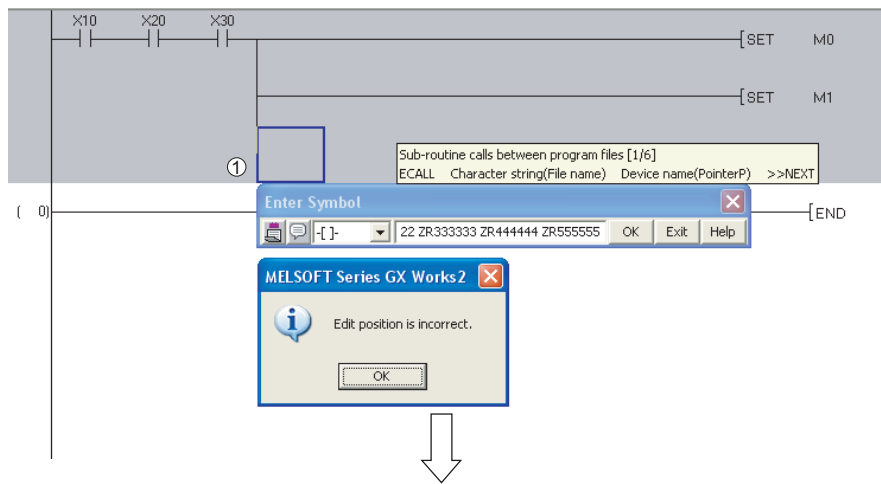 X10 X20 X30
[SET M0
[SET M1
①
Sub-routine calls between program files [1/6]
ECALL Character string(File name) Device name(PointerP) >>NEXT
( 0)
[END
Enter Symbol
-[ ]- 22 ZR333333 ZR444444 ZR555555 OK Exit Help
MELSOFT Series GX Works2
Edit position is incorrect.
OK